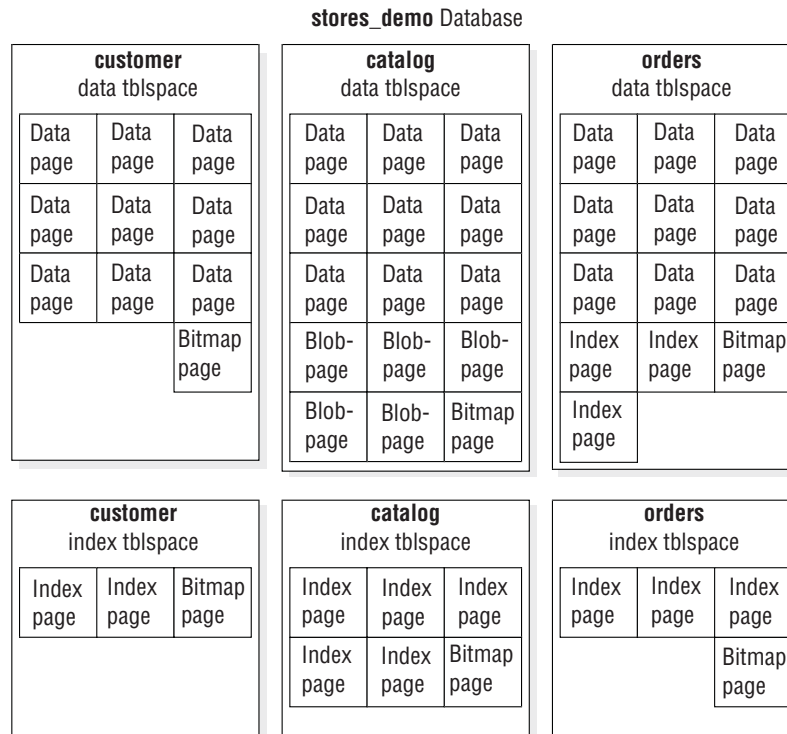 stores_demo Database
customer
data tblspace
Data page
Data page
Data page
Data page
Data page
Data page
Data page
Data page
Data page
Bitmap page
catalog
data tblspace
Data page
Data page
Data page
Data page
Data page
Data page
Data page
Data page
Data page
Blob-
page
Blob-
page
Blob-
page
Blob-
page
Blob-
page
Bitmap page
orders
data tblspace
Data page
Data page
Data page
Data page
Data page
Data page
Data page
Data page
Data page
Index page
Index page
Bitmap page
Index page
customer
index tblspace
Index page
Index page
Bitmap page
catalog
index tblspace
Index page
Index page
Index page
Index page
Index page
Bitmap page
orders
index tblspace
Index page
Index page
Index page
Bitmap page